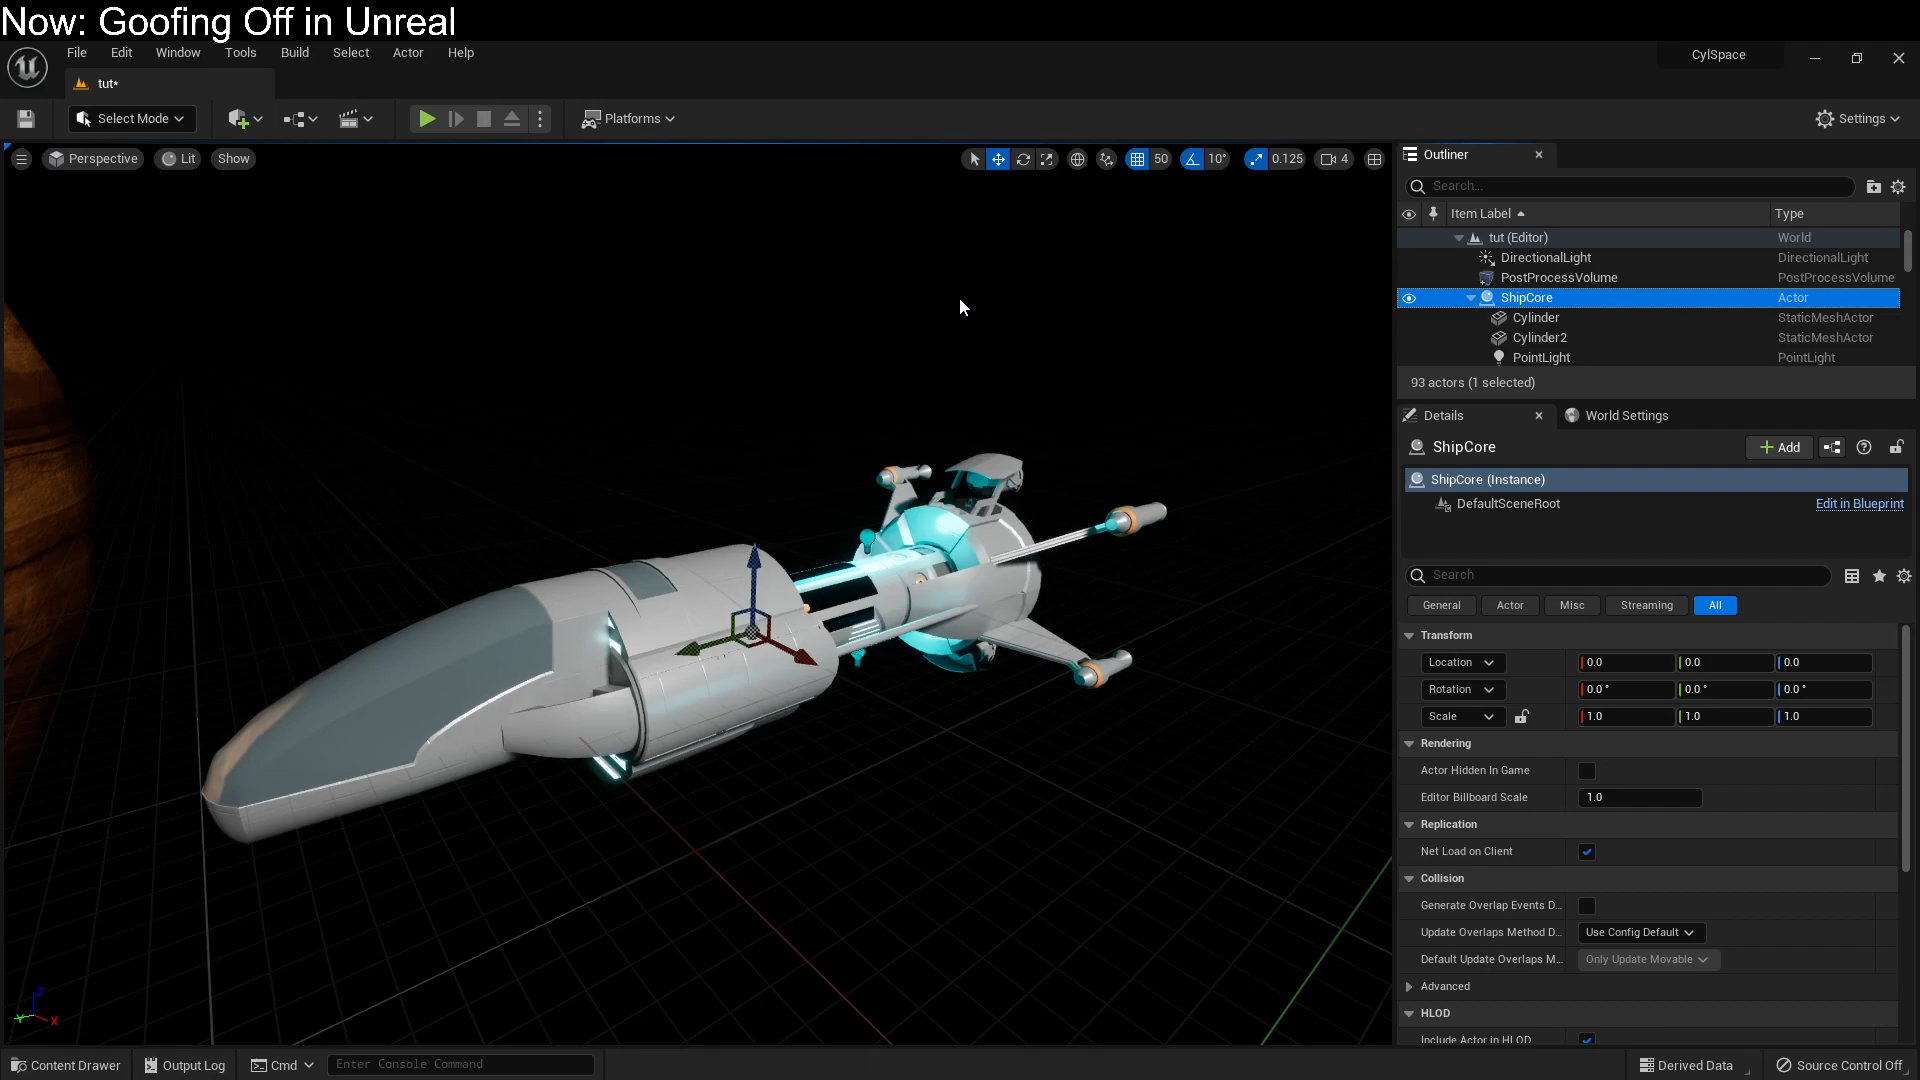 Now: Goofing Off in Unreal
File Edit Window Tools Build Select Actor Help
CylSpace
tut*
Select Mode
Platforms
Settings
Perspective Lit Show
50 10° 0.125 4
Outliner
Search...
Item Label Type
tut (Editor) World
DirectionalLight DirectionalLight
PostProcessVolume PostProcessVolume
ShipCore Actor
Cylinder StaticMeshActor
Cylinder2 StaticMeshActor
PointLight PointLight
93 actors (1 selected)
Details World Settings
ShipCore Add
ShipCore (Instance)
DefaultSceneRoot Edit in Blueprint
Search
General Actor Misc Streaming All
Transform
Location 0.0 0.0 0.0
Rotation 0.0° 0.0° 0.0°
Scale 1.0 1.0 1.0
Rendering
Actor Hidden In Game
Editor Billboard Scale 1.0
Replication
Net Load on Client
Collision
Generate Overlap Events D...
Update Overlaps Method D... Use Config Default
Default Update Overlaps M... Only Update Movable
Advanced
HLOD
Include Actor in HLOD
Z
Y X
Content Drawer Output Log Cmd Enter Console Command Derived Data Source Control Off